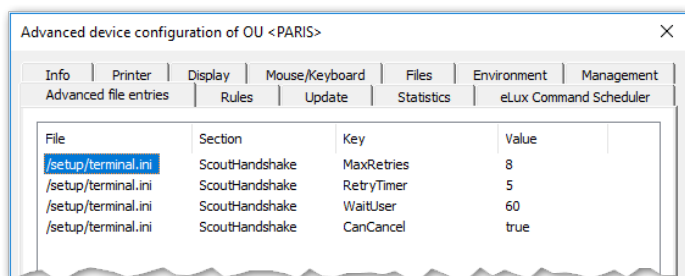 Advanced device configuration of OU <PARIS>
Info Printer Display Mouse/Keyboard Files Environment Management
Advanced file entries Rules Update Statistics eLux Command Scheduler
File Section Key Value
/setup/terminal.ini ScoutHandshake MaxRetries 8
/setup/terminal.ini ScoutHandshake RetryTimer 5
/setup/terminal.ini ScoutHandshake WaitUser 60
/setup/terminal.ini ScoutHandshake CanCancel true